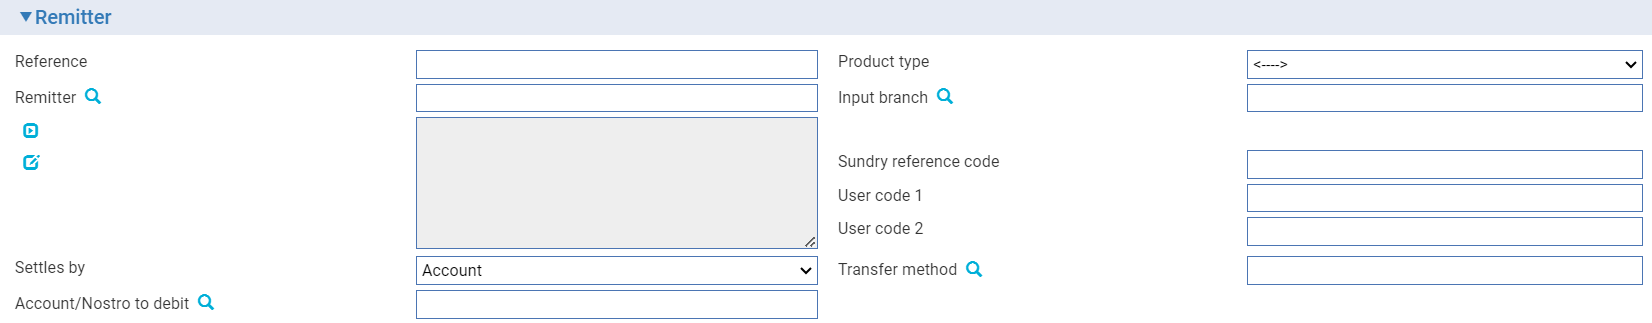 Remitter
Reference
Product type
<---->
Remitter
Input branch
Sundry reference code
User code 1
User code 2
Settles by
Account
Transfer method
Account/Nostro to debit